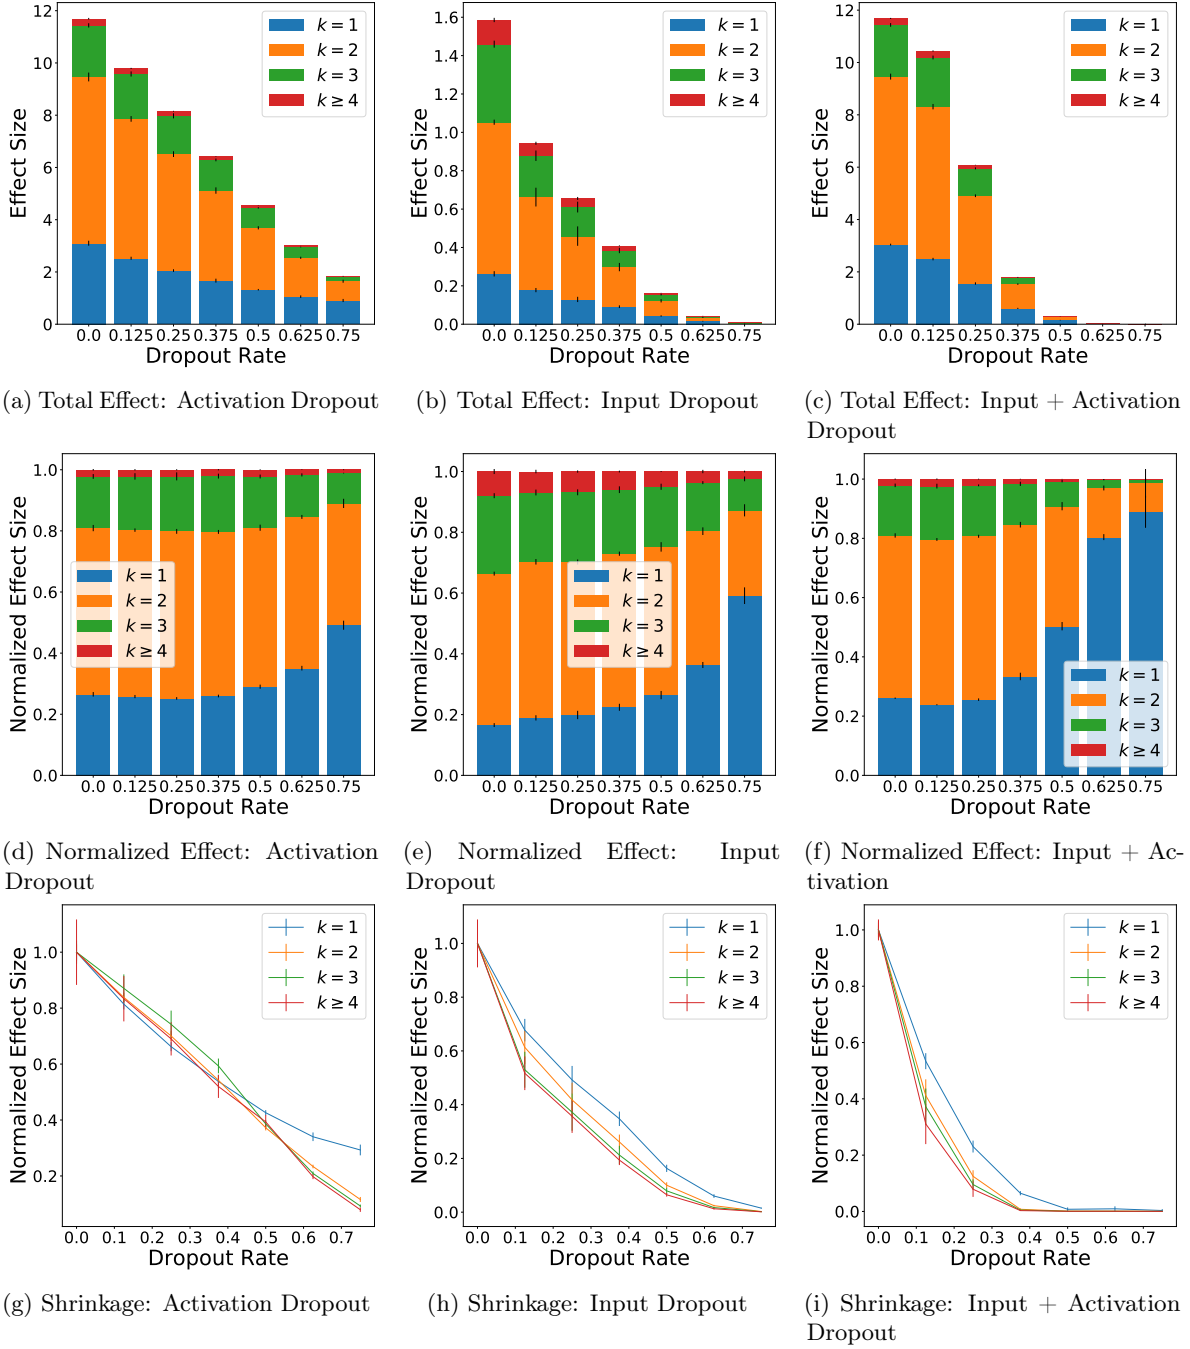 12
10
8
6
4
2
0
Effect Size
k = 1
k = 2
k = 3
k ≥ 4
0.0 0.125 0.25 0.375 0.5 0.625 0.75
Dropout Rate
(a) Total Effect: Activation Dropout
1.6
1.4
1.2
1.0
0.8
0.6
0.4
0.2
0.0
Effect Size
k = 1
k = 2
k = 3
k ≥ 4
0.0 0.125 0.25 0.375 0.5 0.625 0.75
Dropout Rate
(b) Total Effect: Input Dropout
12
10
8
6
4
2
0
Effect Size
k = 1
k = 2
k = 3
k ≥ 4
0.0 0.125 0.25 0.375 0.5 0.625 0.75
Dropout Rate
(c) Total Effect: Input + Activation
Dropout
1.0
0.8
0.6
0.4
0.2
0.0
Normalized Effect Size
k = 1
k = 2
k = 3
k ≥ 4
0.0 0.125 0.25 0.375 0.5 0.625 0.75
Dropout Rate
(d) Normalized Effect: Activation
Dropout
1.0
0.8
0.6
0.4
0.2
0.0
Normalized Effect Size
k = 1
k = 2
k = 3
k ≥ 4
0.0 0.125 0.25 0.375 0.5 0.625 0.75
Dropout Rate
(e) Normalized Effect: Input
Dropout
1.0
0.8
0.6
0.4
0.2
0.0
Normalized Effect Size
k = 1
k = 2
k = 3
k ≥ 4
0.0 0.125 0.25 0.375 0.5 0.625 0.75
Dropout Rate
(f) Normalized Effect: Input + Ac-
tivation
1.0
0.8
0.6
0.4
0.2
Normalized Effect Size
k = 1
k = 2
k = 3
k ≥ 4
0.0 0.1 0.2 0.3 0.4 0.5 0.6 0.7
Dropout Rate
(g) Shrinkage: Activation Dropout
1.0
0.8
0.6
0.4
0.2
0.0
Normalized Effect Size
k = 1
k = 2
k = 3
k ≥ 4
0.0 0.1 0.2 0.3 0.4 0.5 0.6 0.7
Dropout Rate
(h) Shrinkage: Input Dropout
1.0
0.8
0.6
0.4
0.2
0.0
Normalized Effect Size
k = 1
k = 2
k = 3
k ≥ 4
0.0 0.1 0.2 0.3 0.4 0.5 0.6 0.7
Dropout Rate
(i) Shrinkage: Input + Activation
Dropout